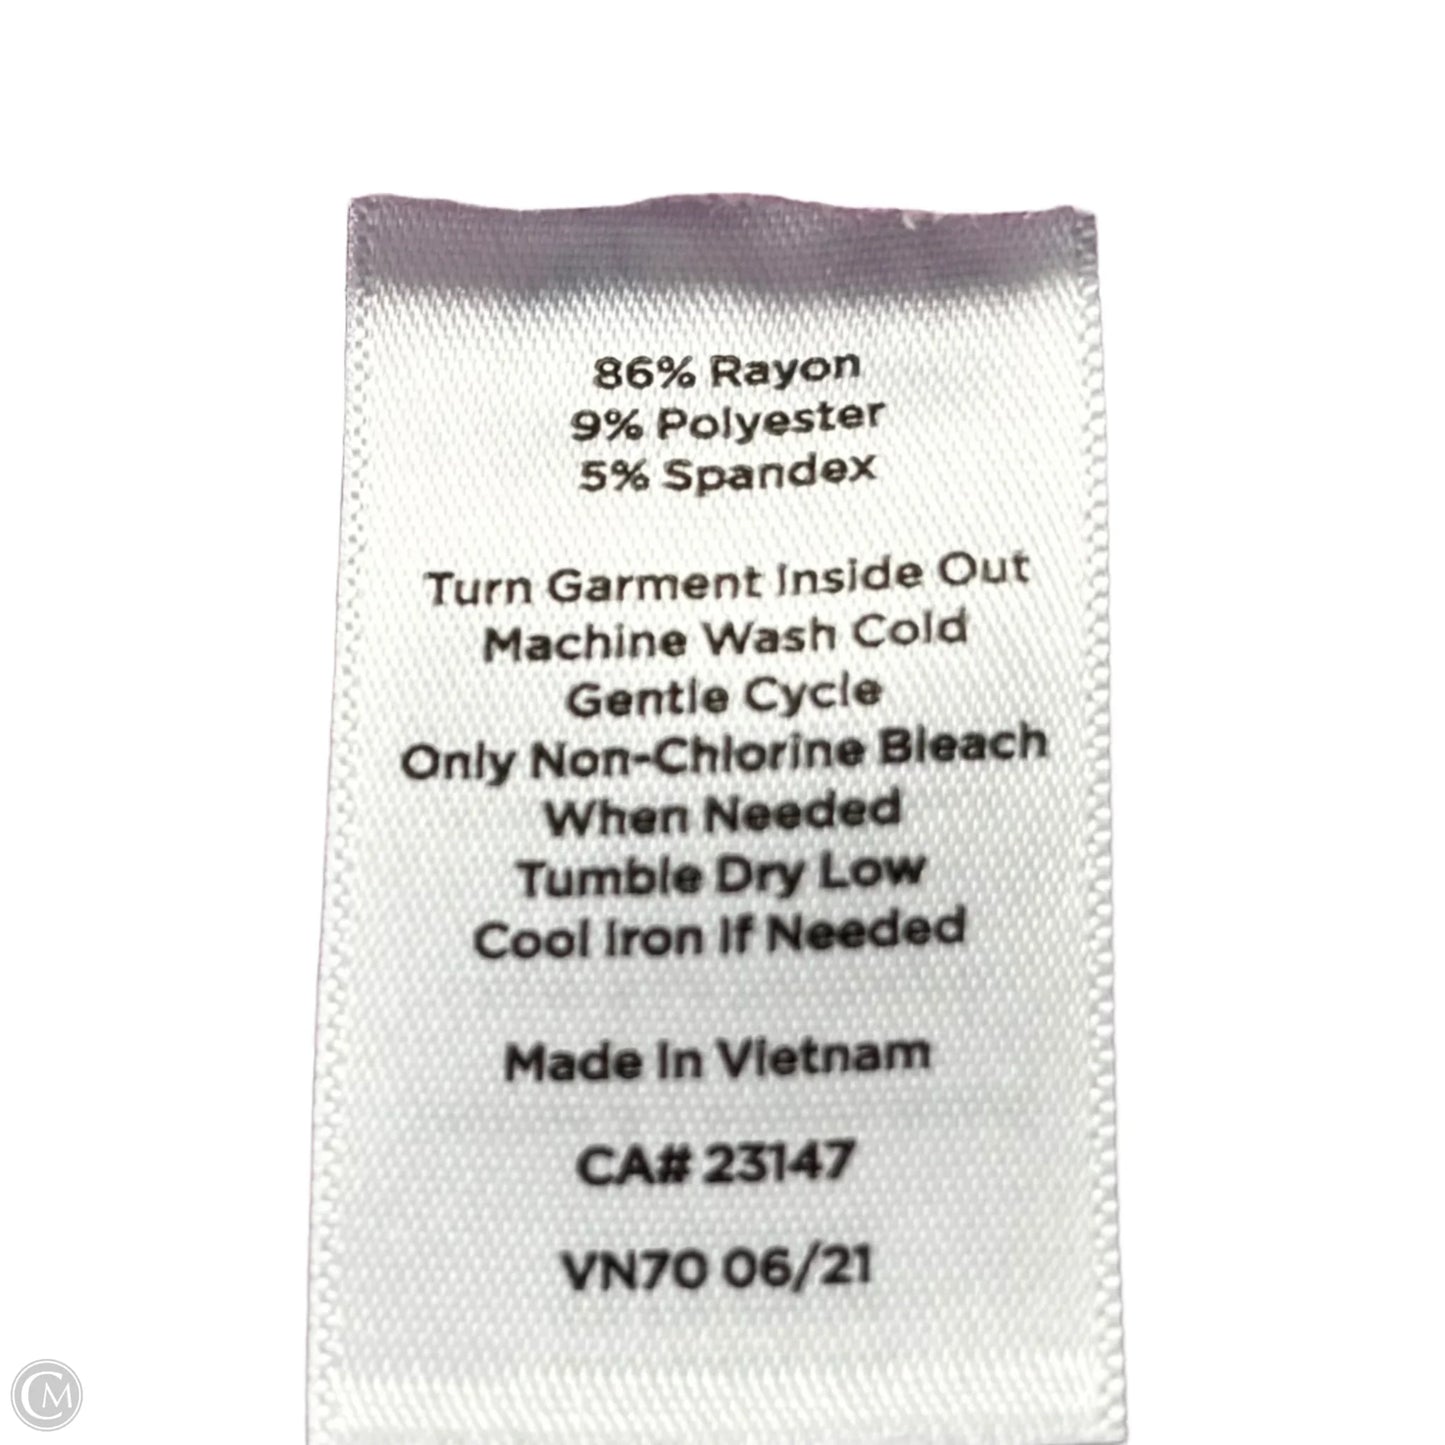 86% Rayon
9% Polyester
5% Spandex
Turn Garment Inside Out
Machine Wash Cold
Gentle Cycle
Only Non-Chlorine Bleach
When Needed
Tumble Dry Low
Cool Iron If Needed
Made In Vietnam
CA# 23147
VN70 06/21
CM